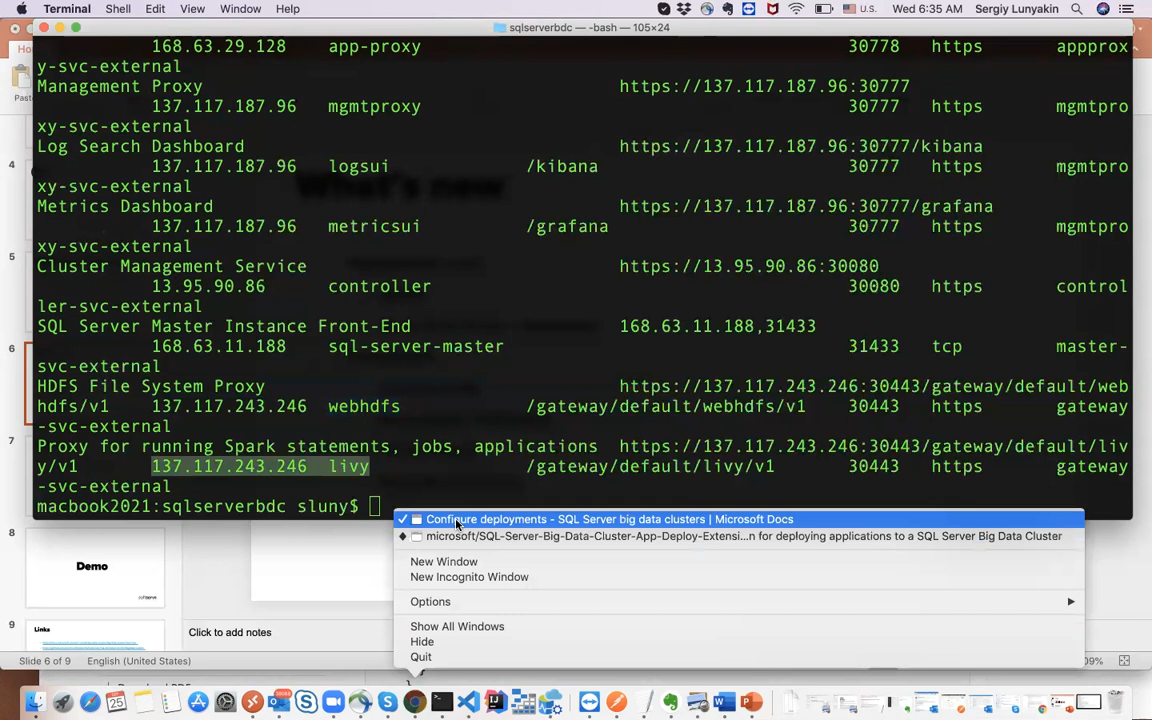 Terminal Shell Edit View Window Help U.S. Wed 6:35 AM Sergiy Lunyakin
sqlserverbdc — -bash — 105×24
168.63.29.128 app-proxy 30778 https appprox
y-svc-external
Management Proxy https://137.117.187.96:30777
137.117.187.96 mgmtproxy 30777 https mgmtpro
xy-svc-external
Log Search Dashboard https://137.117.187.96:30777/kibana
137.117.187.96 logsui /kibana 30777 https mgmtpro
xy-svc-external
Metrics Dashboard https://137.117.187.96:30777/grafana
137.117.187.96 metricsui /grafana 30777 https mgmtpro
xy-svc-external
Cluster Management Service https://13.95.90.86:30080
13.95.90.86 controller 30080 https control
ler-svc-external
SQL Server Master Instance Front-End 168.63.11.188,31433
168.63.11.188 sql-server-master 31433 tcp master-
svc-external
HDFS File System Proxy https://137.117.243.246:30443/gateway/default/web
hdfs/v1 137.117.243.246 webhdfs /gateway/default/webhdfs/v1 30443 https gateway
-svc-external
Proxy for running Spark statements, jobs, applications https://137.117.243.246:30443/gateway/default/liv
y/v1 137.117.243.246 livy /gateway/default/livy/v1 30443 https gateway
-svc-external
macbook2021:sqlserverbdc sluny$
What's new
4
5
6
7
8
Demo
9
Links
Configure deployments - SQL Server big data clusters | Microsoft Docs
microsoft/SQL-Server-Big-Data-Cluster-App-Deploy-Extensi...n for deploying applications to a SQL Server Big Data Cluster
New Window
New Incognito Window
Options
Show All Windows
Hide
Quit
Click to add notes
Slide 6 of 9 English (United States)